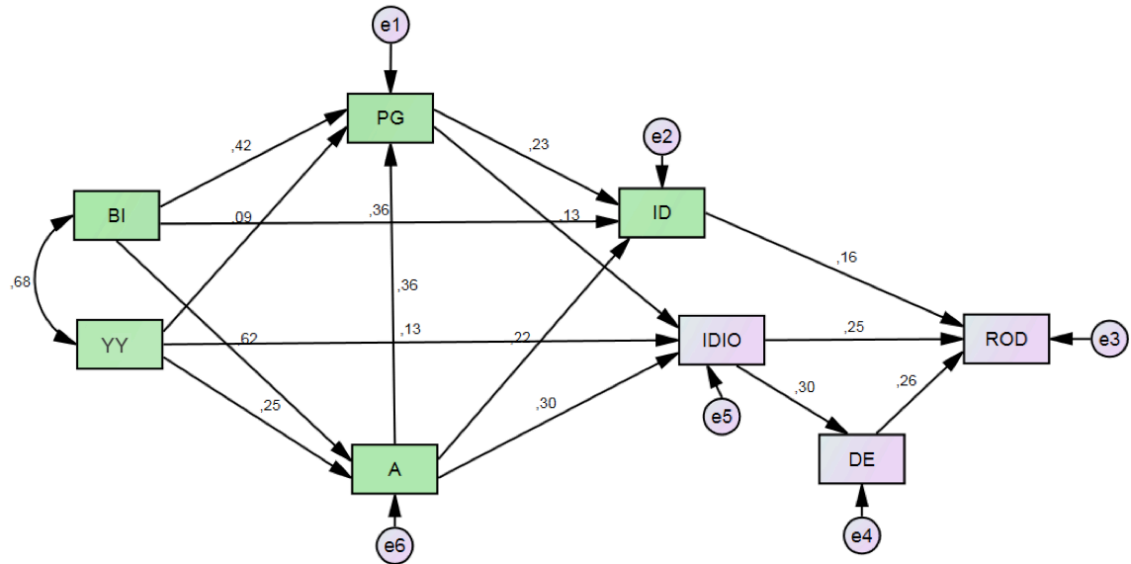 e1
PG
e2
,42
,23
BI
,09
,36
,13
ID
,68
,36
,16
YY
,62
,13
,22
IDIO
,25
ROD
e3
,25
,30
e5
,30
,26
A
DE
e6
e4